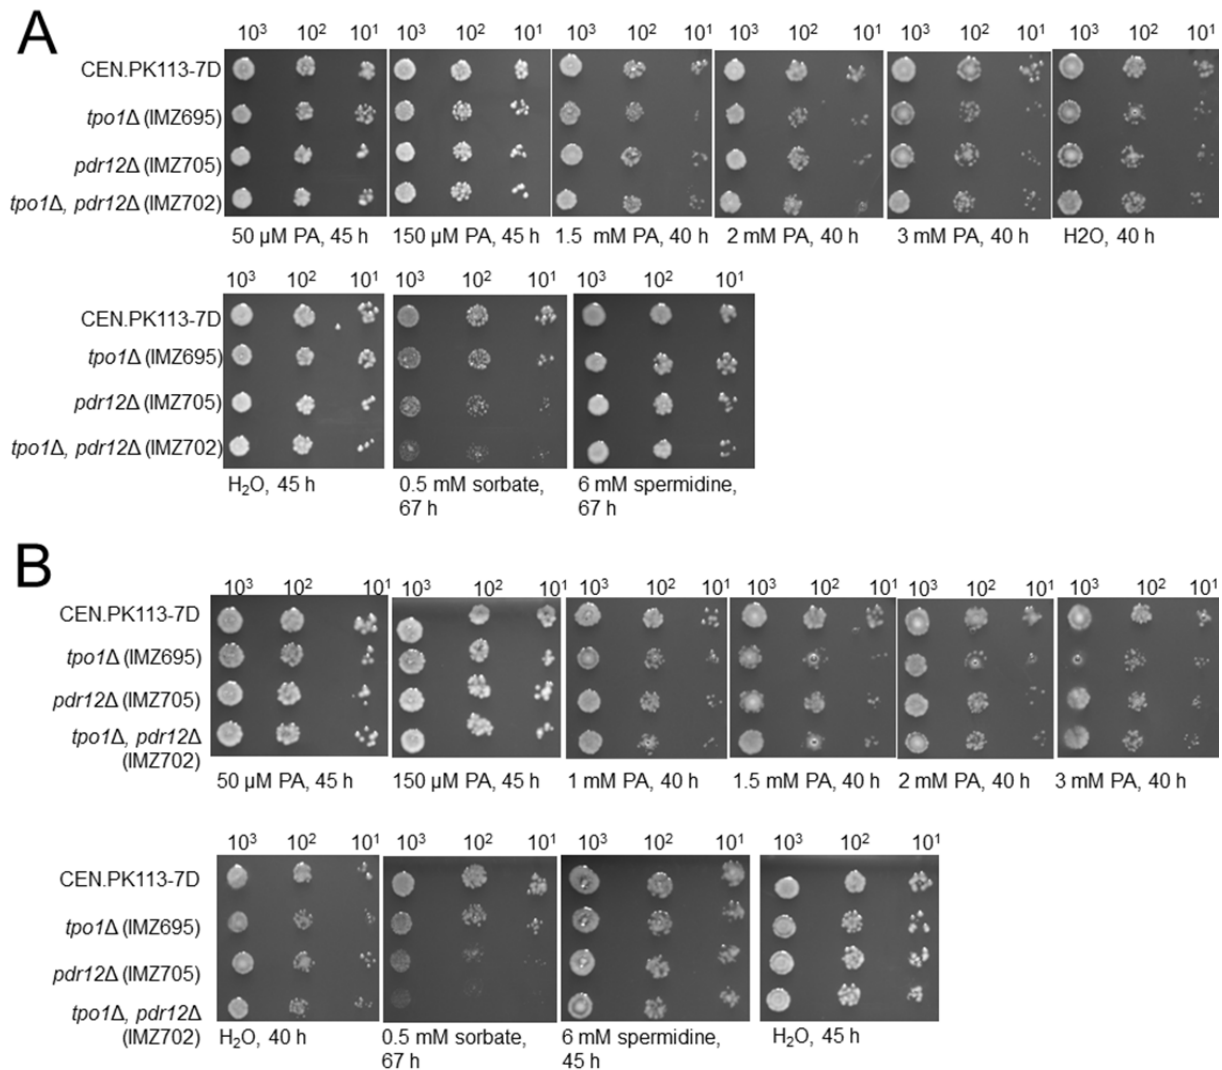 A
10³ 10² 10¹ 10³ 10² 10¹ 10³ 10² 10¹ 10³ 10² 10¹ 10³ 10² 10¹ 10³ 10² 10¹
CEN.PK113-7D
tpo1Δ (IMZ695)
pdr12Δ (IMZ705)
tpo1Δ, pdr12Δ (IMZ702)
50 µM PA, 45 h 150 µM PA, 45 h 1.5 mM PA, 40 h 2 mM PA, 40 h 3 mM PA, 40 h H2O, 40 h
10³ 10² 10¹ 10³ 10² 10¹ 10³ 10² 10¹
CEN.PK113-7D
tpo1Δ (IMZ695)
pdr12Δ (IMZ705)
tpo1Δ, pdr12Δ (IMZ702)
H₂O, 45 h 0.5 mM sorbate, 6 mM spermidine,
67 h 67 h
B
10³ 10² 10¹ 10³ 10² 10¹ 10³ 10² 10¹ 10³ 10² 10¹ 10³ 10² 10¹ 10³ 10² 10¹
CEN.PK113-7D
tpo1Δ (IMZ695)
pdr12Δ (IMZ705)
tpo1Δ, pdr12Δ
(IMZ702)
50 µM PA, 45 h 150 µM PA, 45 h 1 mM PA, 40 h 1.5 mM PA, 40 h 2 mM PA, 40 h 3 mM PA, 40 h
10³ 10² 10¹ 10³ 10² 10¹ 10³ 10² 10¹ 10³ 10² 10¹
CEN.PK113-7D
tpo1Δ (IMZ695)
pdr12Δ (IMZ705)
tpo1Δ, pdr12Δ
(IMZ702)
H₂O, 40 h 0.5 mM sorbate, 6 mM spermidine, H₂O, 45 h
67 h 45 h